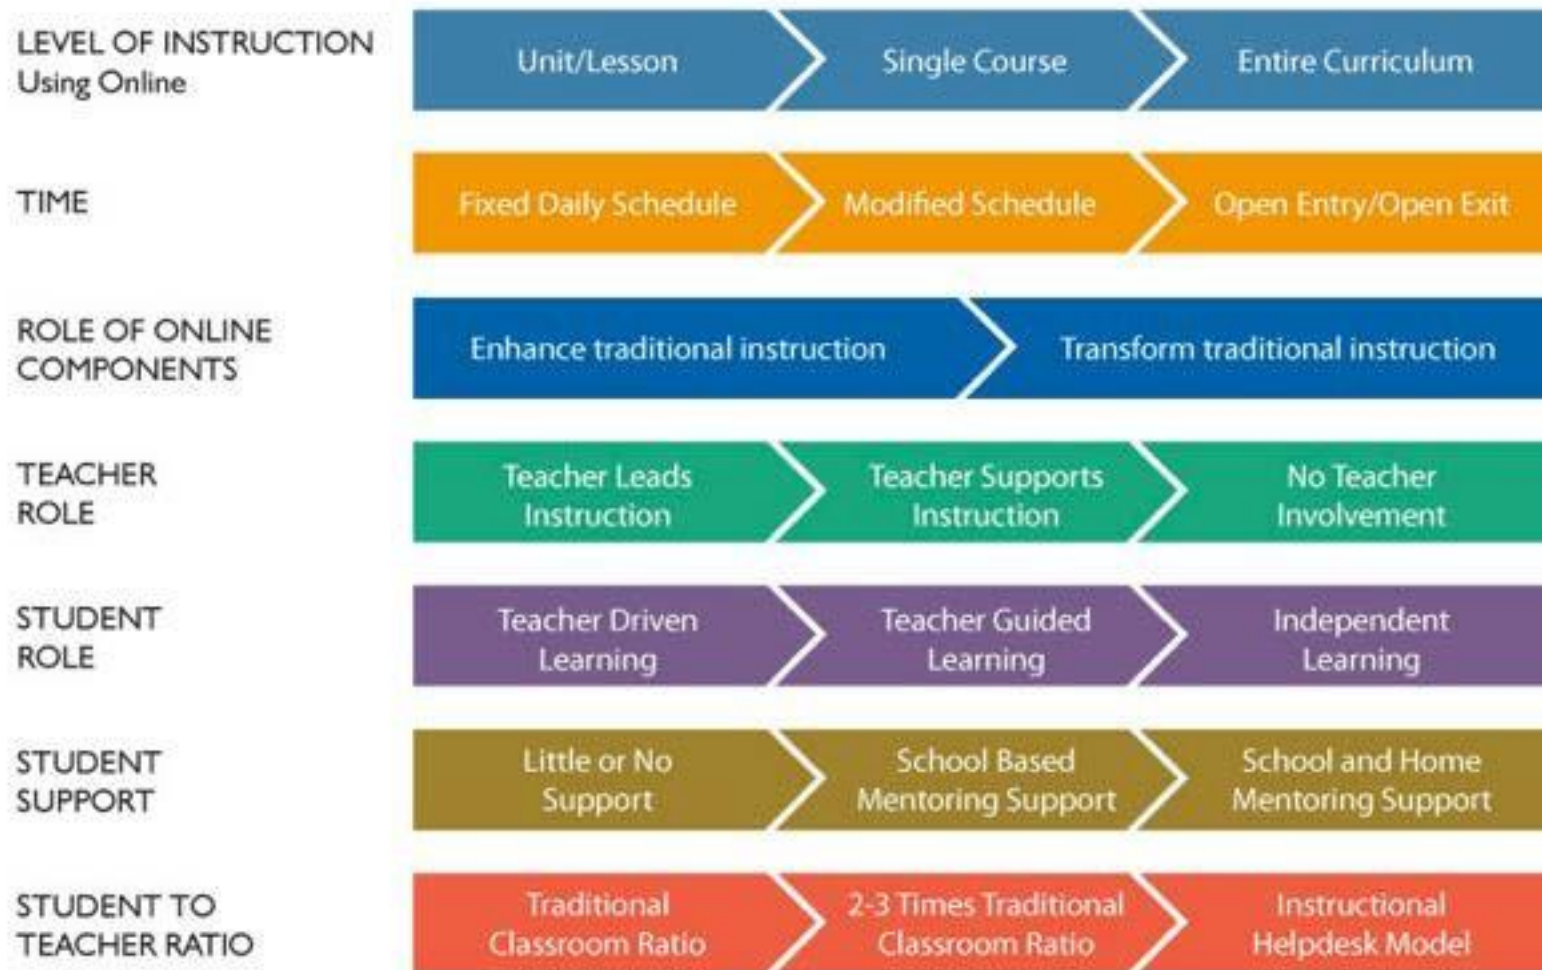 LEVEL OF INSTRUCTION
Using Online
Unit/Lesson
Single Course
Entire Curriculum
TIME
Fixed Daily Schedule
Modified Schedule
Open Entry/Open Exit
ROLE OF ONLINE
COMPONENTS
Enhance traditional instruction
Transform traditional instruction
TEACHER
ROLE
Teacher Leads
Instruction
Teacher Supports
Instruction
No Teacher
Involvement
STUDENT
ROLE
Teacher Driven
Learning
Teacher Guided
Learning
Independent
Learning
STUDENT
SUPPORT
Little or No
Support
School Based
Mentoring Support
School and Home
Mentoring Support
STUDENT TO
TEACHER RATIO
Traditional
Classroom Ratio
2-3 Times Traditional
Classroom Ratio
Instructional
Helpdesk Model